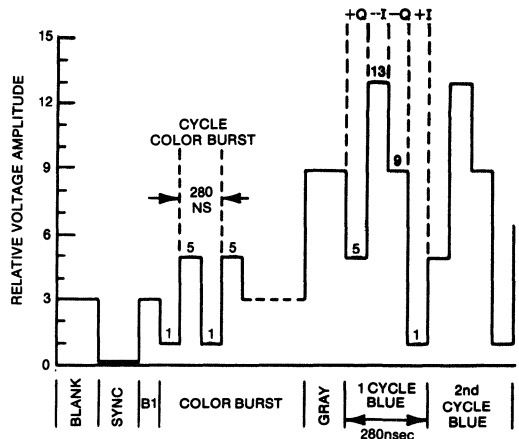 +Q --I –Q +I
15
12
9
6
3
0
RELATIVE VOLTAGE AMPLITUDE
CYCLE
COLOR BURST
280
NS
5
5
1
1
5
13
9
1
BLANK
SYNC
B1
COLOR BURST
GRAY
1 CYCLE
BLUE
280nsec
2nd
CYCLE
BLUE